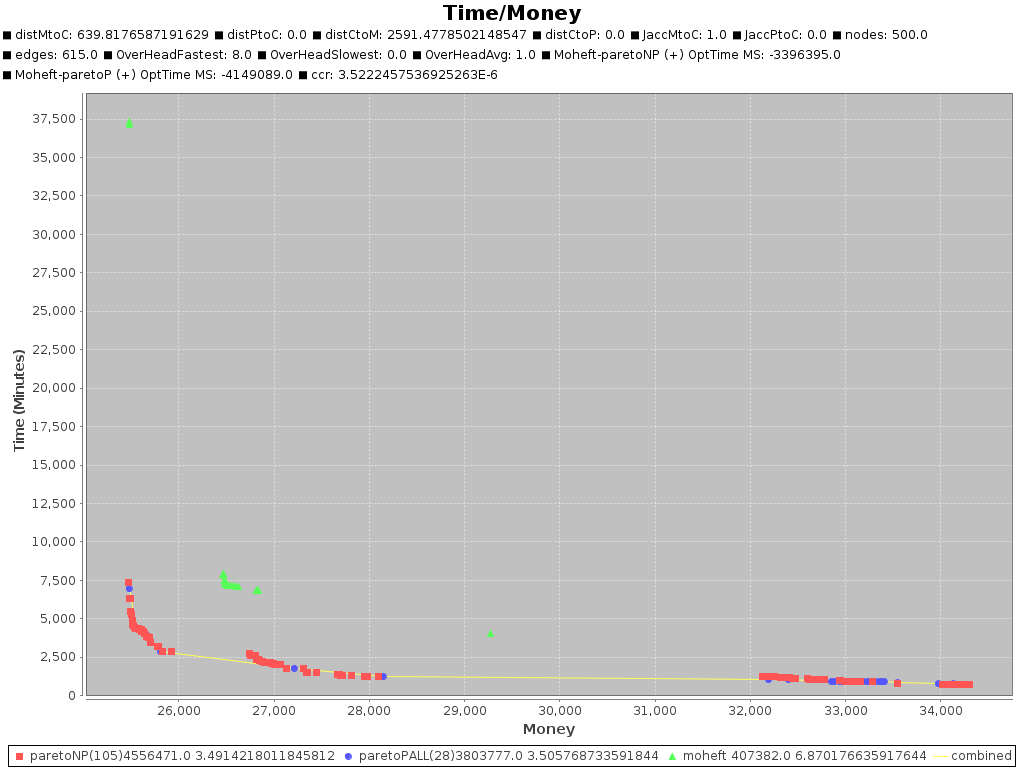 Time/Money
distMtoC: 639.8176587191629 distPtoC: 0.0 distCtoM: 2591.4778502148547 distCtoP: 0.0 JaccMtoC: 1.0 JaccPtoC: 0.0 nodes: 500.0
edges: 615.0 OverHeadFastest: 8.0 OverHeadSlowest: 0.0 OverHeadAvg: 1.0 Moheft-paretoNP (+) OptTime MS: -3396395.0
Moheft-paretoP (+) OptTime MS: -4149089.0 ccr: 3.5222457536925263E-6
Time (Minutes)
37,500
35,000
32,500
30,000
27,500
25,000
22,500
20,000
17,500
15,000
12,500
10,000
7,500
5,000
2,500
0
26,000 27,000 28,000 29,000 30,000 31,000 32,000 33,000 34,000
Money
paretoNP(105)4556471.0 3.4914218011845812 paretoPALL(28)3803777.0 3.505768733591844 moheft 407382.0 6.870176635917644 combined